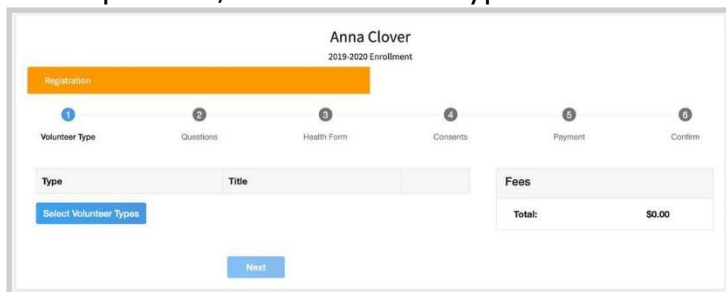 Anna Clover
2019-2020 Enrollment
Registration
1 2 3 4 5 6
Volunteer Type Questions Health Form Consents Payment Confirm
Type Title Fees
Select Volunteer Types Total: $0.00
Next